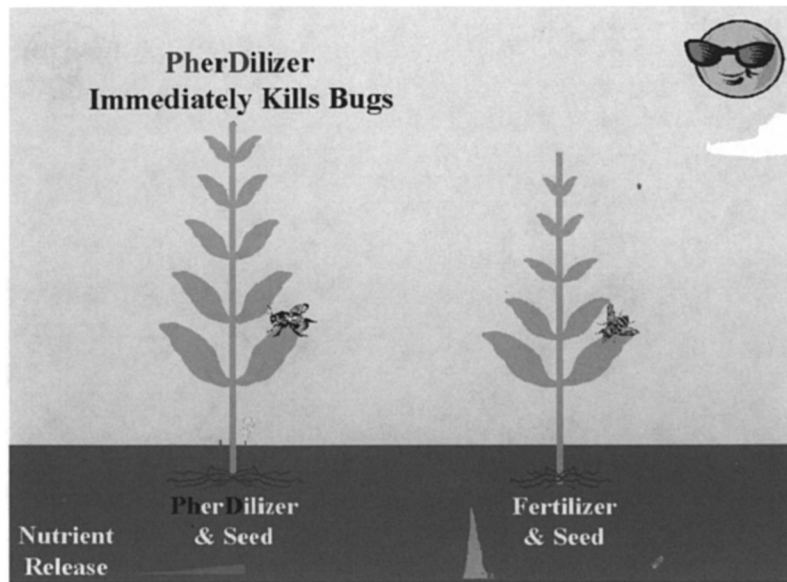 PherDilizer
Immediately Kills Bugs
PherDilizer
& Seed
Fertilizer
& Seed
Nutrient
Release